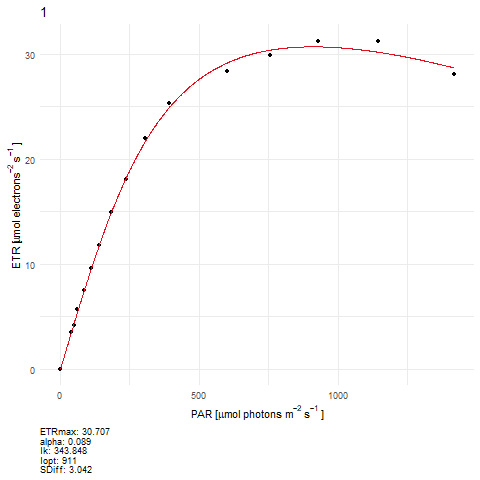 1
30
20
10
0
ETR [µmol electrons⁻² s⁻¹]
0 500 1000
PAR [µmol photons m⁻² s⁻¹]
ETRmax: 30.707
alpha: 0.089
Ik: 343.848
Iopt: 911
SDiff: 3.042